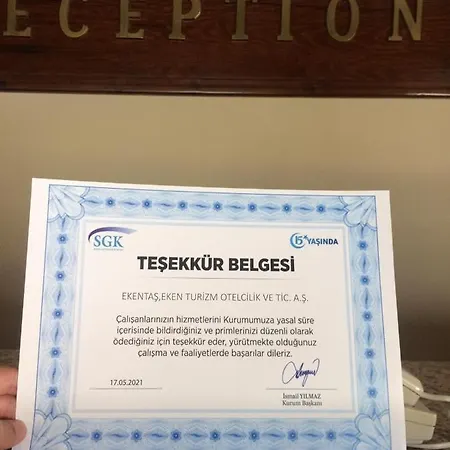 ECEPTION
SGK
15. YAŞINDA
TEŞEKKÜR BELGESİ
EKENTAŞ,EKEN TURİZM OTELCİLİK VE TİC. A.Ş.
Çalışanlarınızın hizmetlerini Kurumumuza yasal süre
içerisinde bildirdiğiniz ve primlerinizi düzenli olarak
ödediğiniz için teşekkür eder, yürütmekte olduğunuz
çalışma ve faaliyetlerde başarılar dileriz.
17.05.2021
İsmail YILMAZ
Kurum Başkanı